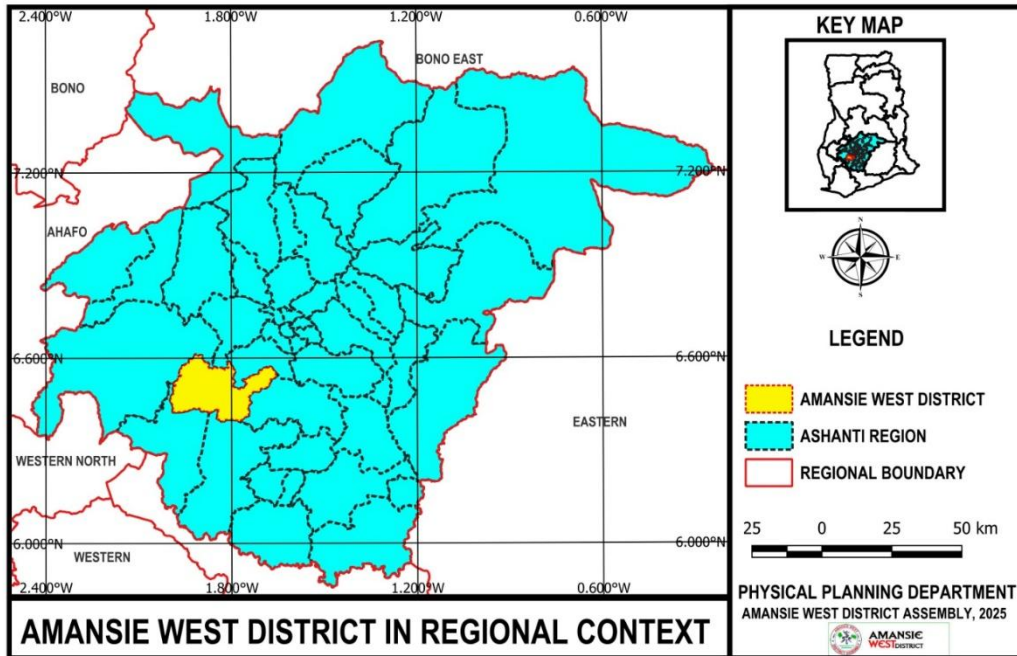 2.400°W 1.800°W 1.200°W 0.600°W
BONO EAST
BONO
7.200°N 7.200°N
AHAFO
6.600°N 6.600°N
EASTERN
WESTERN NORTH
6.000°N 6.000°N
WESTERN
2.400°W 1.800°W 1.200°W 0.600°W
AMANSIE WEST DISTRICT IN REGIONAL CONTEXT
KEY MAP
N
W E
S
LEGEND
AMANSIE WEST DISTRICT
ASHANTI REGION
REGIONAL BOUNDARY
25 0 25 50 km
PHYSICAL PLANNING DEPARTMENT
AMANSIE WEST DISTRICT ASSEMBLY, 2025
AMANSIE
WESTDISTRICT